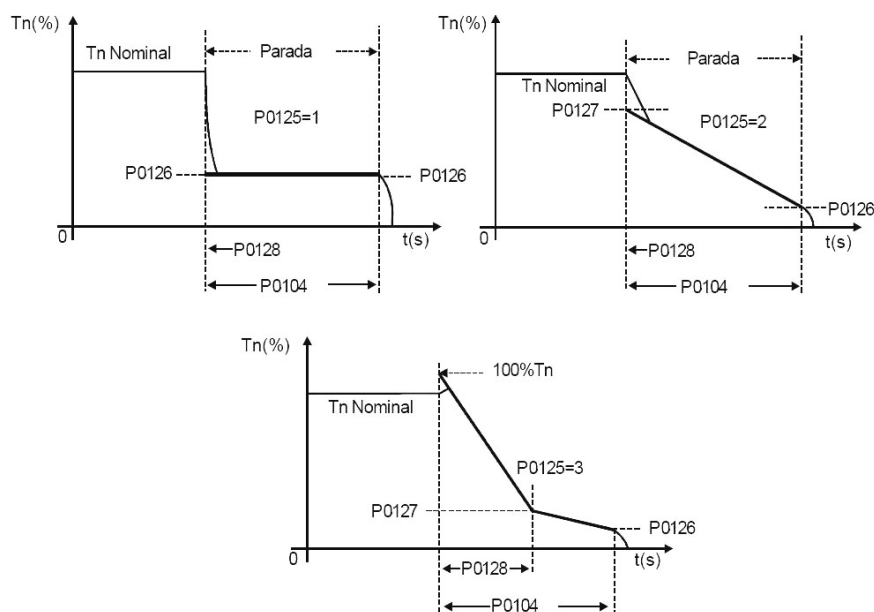 Tn(%)
Tn Nominal
Parada
P0125=1
P0126
P0126
0
t(s)
P0128
P0104
Tn(%)
Parada
Tn Nominal
P0127
P0125=2
P0126
0
t(s)
P0128
P0104
Tn(%)
100%Tn
Tn Nominal
P0125=3
P0127
P0126
0
t(s)
P0128
P0104